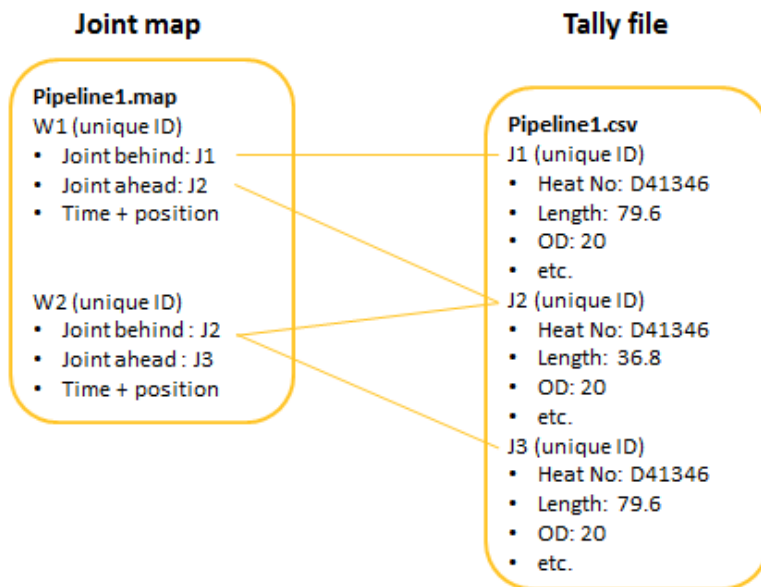 Joint map
Pipeline1.map
W1 (unique ID)
• Joint behind: J1
• Joint ahead: J2
• Time + position
W2 (unique ID)
• Joint behind : J2
• Joint ahead : J3
• Time + position
Tally file
Pipeline1.csv
J1 (unique ID)
• Heat No: D41346
• Length: 79.6
• OD: 20
• etc.
J2 (unique ID)
• Heat No: D41346
• Length: 36.8
• OD: 20
• etc.
J3 (unique ID)
• Heat No: D41346
• Length: 79.6
• OD: 20
• etc.